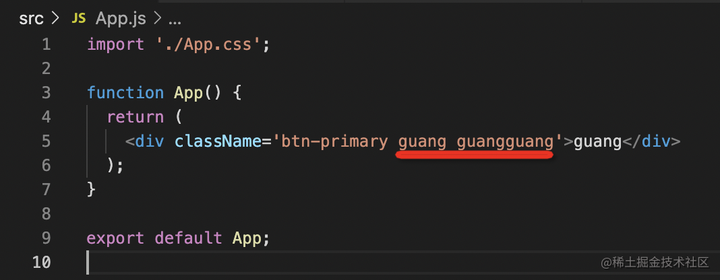 src > JS App.js > ...
1 import './App.css';
2
3 function App() {
4 return (
5 <div className='btn-primary guang guangguang'>guang</div>
6 );
7 }
8
9 export default App;
10
@稀土掘金技术社区